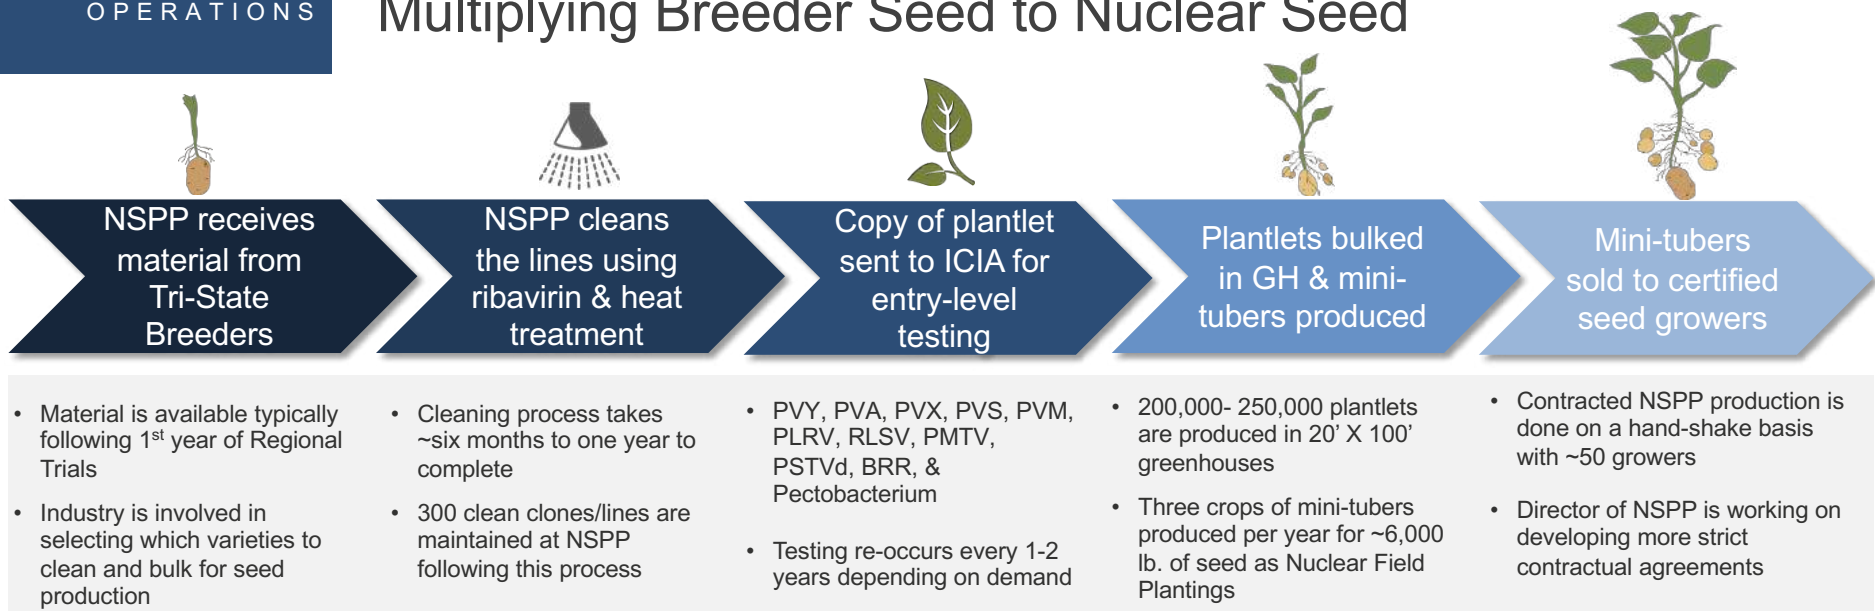 OPERATIONS
Multiplying Breeder Seed to Nuclear Seed
NSPP receives
material from
Tri-State
Breeders
NSPP cleans
the lines using
ribavirin & heat
treatment
Copy of plantlet
sent to ICIA for
entry-level
testing
Plantlets bulked
in GH & mini-
tubers produced
Mini-tubers
sold to certified
seed growers
• Material is available typically
following 1st year of Regional
Trials
• Industry is involved in
selecting which varieties to
clean and bulk for seed
production
• Cleaning process takes
~six months to one year to
complete
• 300 clean clones/lines are
maintained at NSPP
following this process
• PVY, PVA, PVX, PVS, PVM,
PLRV, RLSV, PMTV,
PSTVd, BRR, &
Pectobacterium
• Testing re-occurs every 1-2
years depending on demand
• 200,000- 250,000 plantlets
are produced in 20' X 100'
greenhouses
• Three crops of mini-tubers
produced per year for ~6,000
lb. of seed as Nuclear Field
Plantings
• Contracted NSPP production is
done on a hand-shake basis
with ~50 growers
• Director of NSPP is working on
developing more strict
contractual agreements